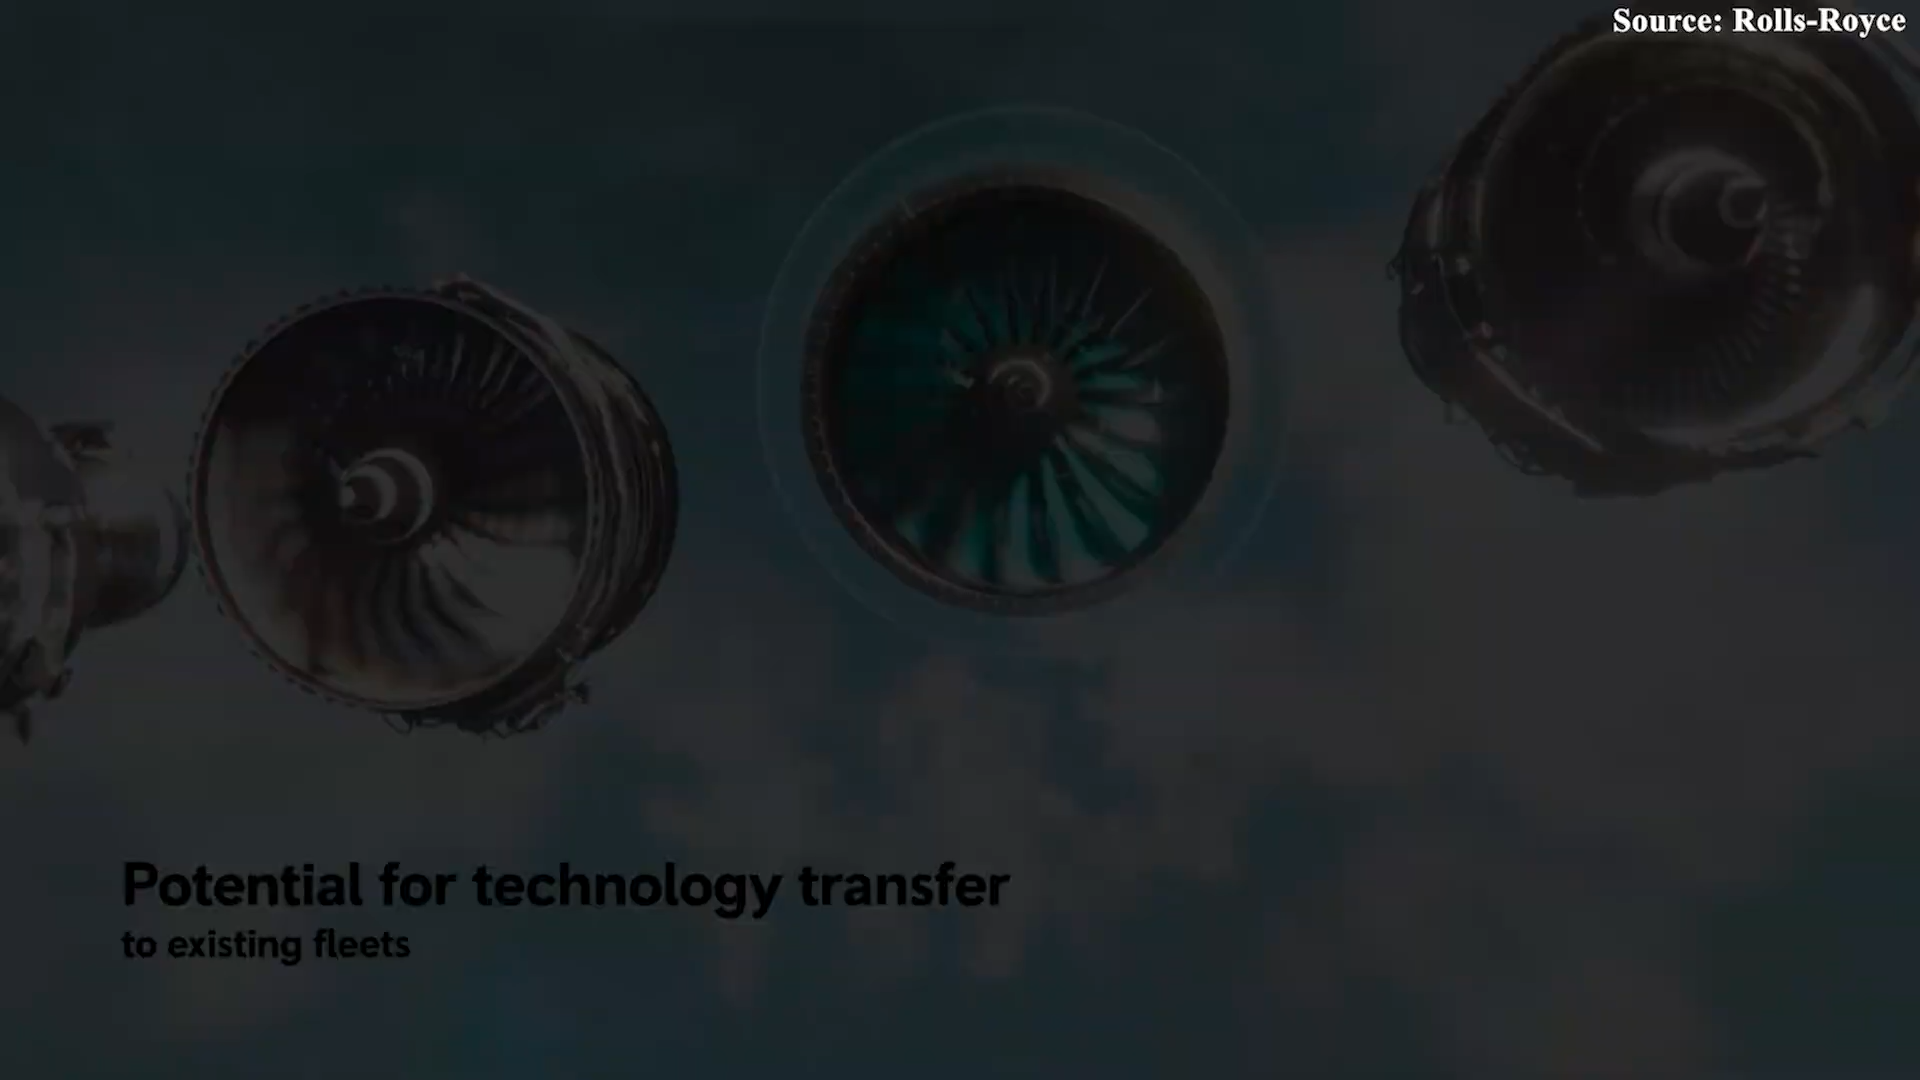 Source: Rolls-Royce
Potential for technology transfer
to existing fleets